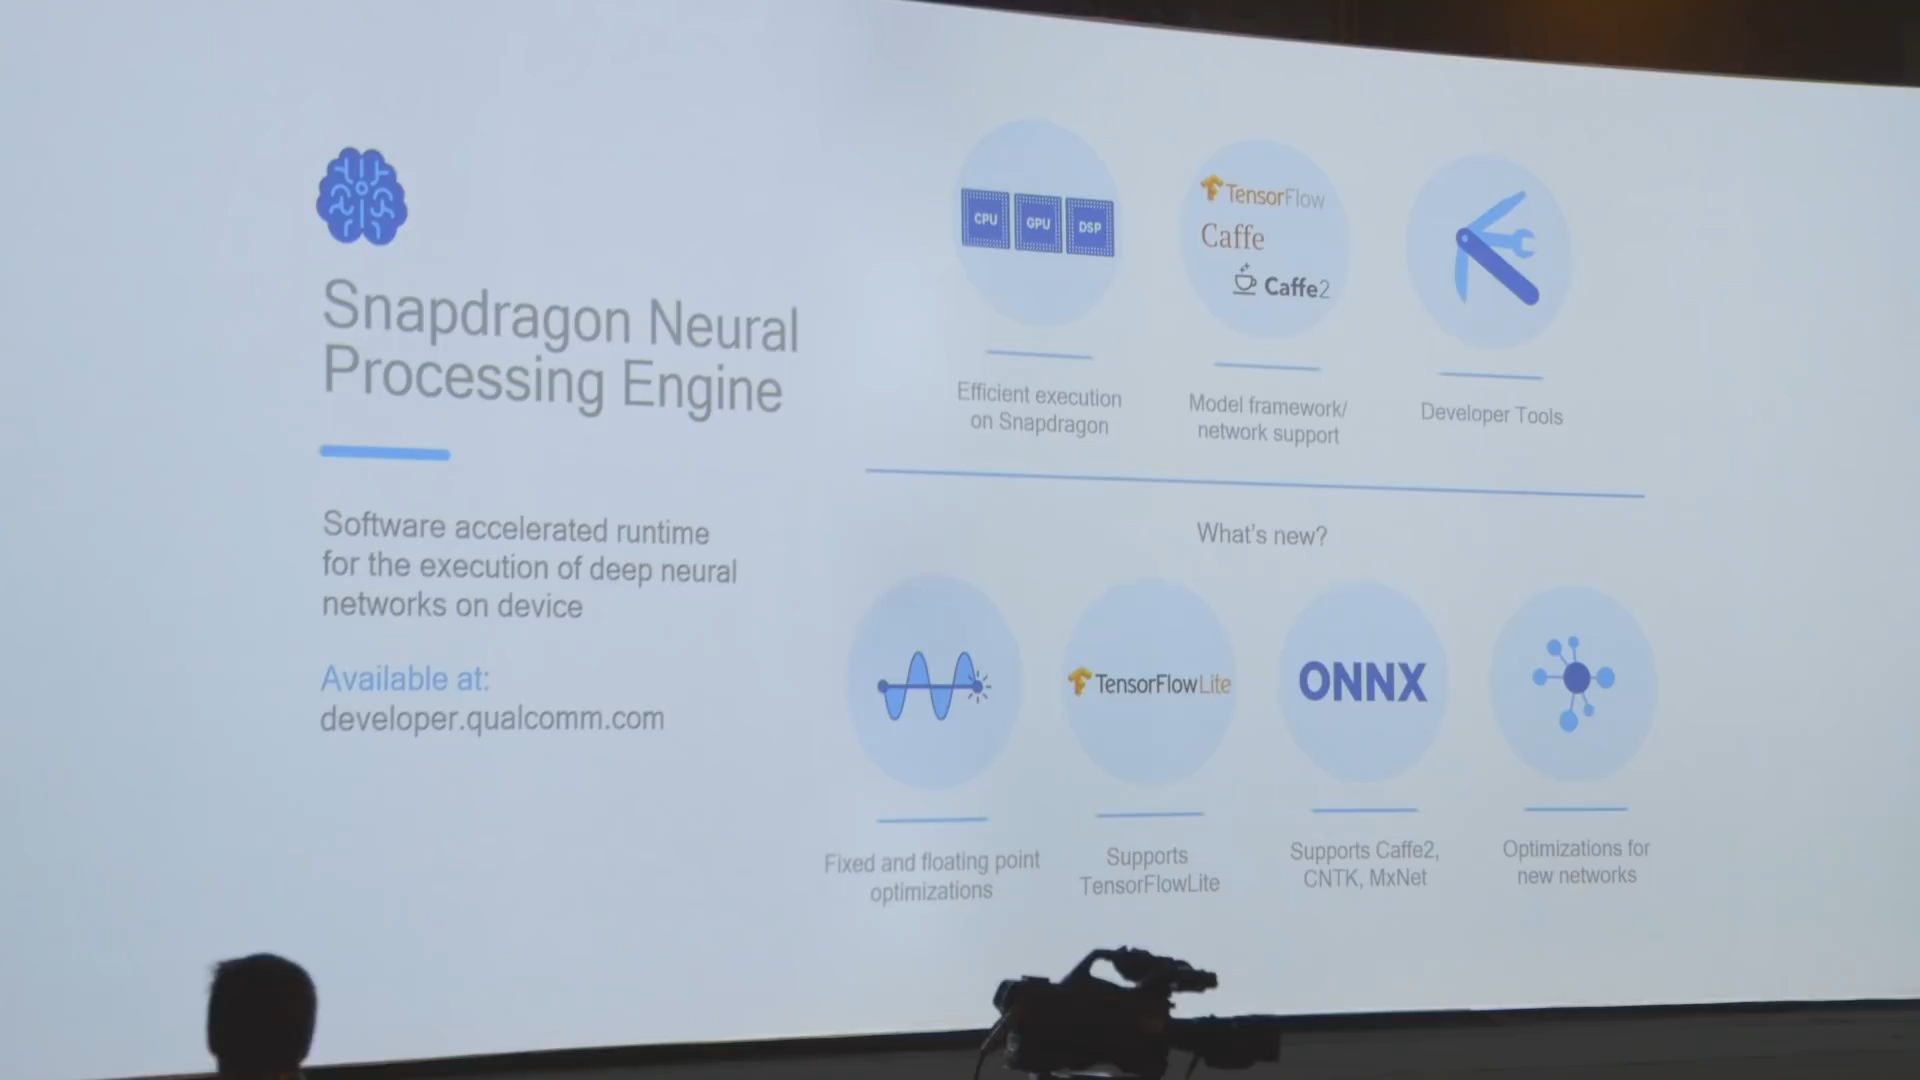 Snapdragon Neural
Processing Engine
Software accelerated runtime
for the execution of deep neural
networks on device
Available at:
developer.qualcomm.com
CPU
GPU
DSP
Efficient execution
on Snapdragon
TensorFlow
Caffe
Caffe2
Model framework/
network support
Developer Tools
What's new?
Fixed and floating point
optimizations
TensorFlowLite
Supports
TensorFlowLite
ONNX
Supports Caffe2,
CNTK, MxNet
Optimizations for
new networks